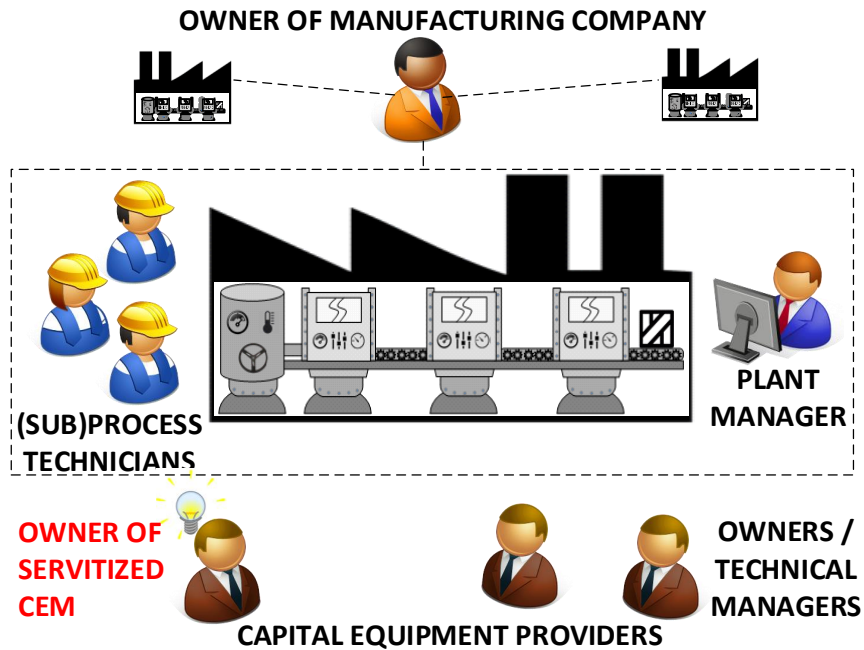 OWNER OF MANUFACTURING COMPANY
(SUB)PROCESS
TECHNICIANS
PLANT
MANAGER
OWNER OF
SERVITIZED
CEM
OWNERS /
TECHNICAL
MANAGERS
CAPITAL EQUIPMENT PROVIDERS